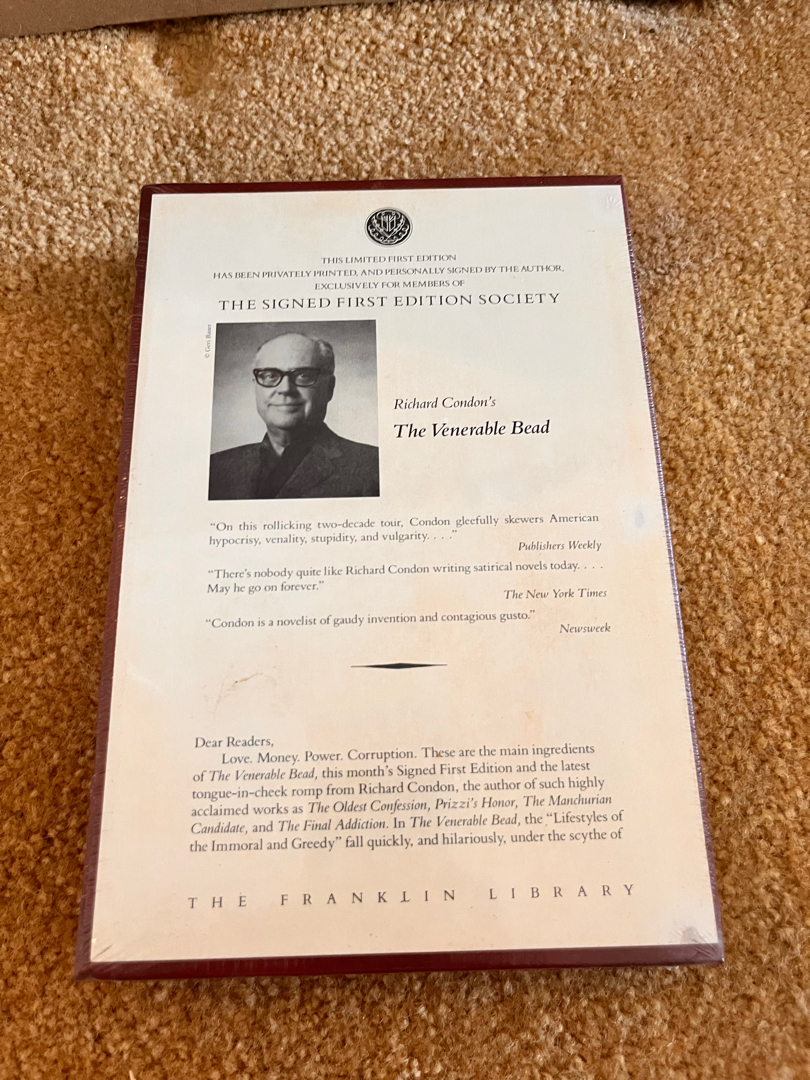 THIS LIMITED FIRST EDITION
HAS BEEN PRIVATELY PRINTED, AND PERSONALLY SIGNED BY THE AUTHOR,
EXCLUSIVELY FOR MEMBERS OF
THE SIGNED FIRST EDITION SOCIETY
© Gert Bauer
Richard Condon's
The Venerable Bead
"On this rollicking two-decade tour, Condon gleefully skewers American
hypocrisy, venality, stupidity, and vulgarity. . . ."
Publishers Weekly
"There's nobody quite like Richard Condon writing satirical novels today. . . .
May he go on forever."
The New York Times
"Condon is a novelist of gaudy invention and contagious gusto."
Newsweek
Dear Readers,
Love. Money. Power. Corruption. These are the main ingredients
of The Venerable Bead, this month's Signed First Edition and the latest
tongue-in-cheek romp from Richard Condon, the author of such highly
acclaimed works as The Oldest Confession, Prizzi's Honor, The Manchurian
Candidate, and The Final Addiction. In The Venerable Bead, the "Lifestyles of
the Immoral and Greedy" fall quickly, and hilariously, under the scythe of
THE FRANKLIN LIBRARY